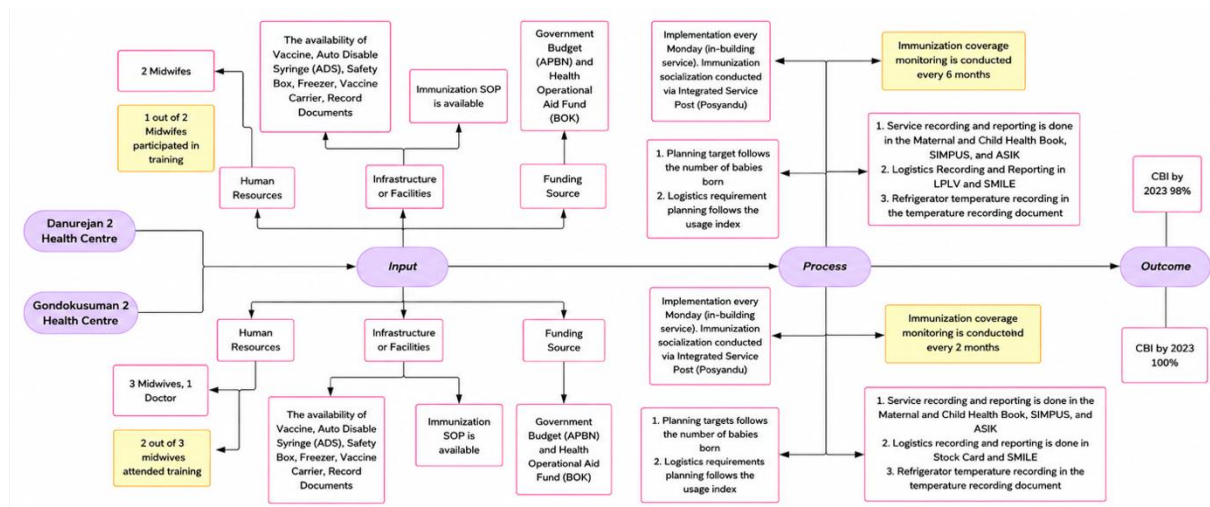 2 Midwifes
1 out of 2
Midwifes
participated in
training
The availability of
Vaccine, Auto Disable
Syringe (ADS), Safety
Box, Freezer, Vaccine
Carrier, Record
Documents
Immunization SOP
is available
Government
Budget (APBN) and
Health
Operational Aid
Fund (BOK)
Human
Resources
Infrastructure
or Facilities
Funding
Source
Implementation every
Monday (in-building
service). Immunization
socialization conducted
via Integrated Service
Post (Posyandu)
Immunization coverage
monitoring is conducted
every 6 months
1. Planning target follows
the number of babies
born
2. Logistics requirement
planning follows the
usage index
1. Service recording and reporting is done
in the Maternal and Child Health Book,
SIMPUS, and ASIK
2. Logistics Recording and Reporting in
LPLV and SMILE
3. Refrigerator temperature recording in
the temperature recording document
CBI by
2023 98%
Danurejan 2
Health Centre
Gondokusuman 2
Health Centre
Input
Process
Outcome
Human
Resources
Infrastructure
or Facilities
Funding
Source
3 Midwives, 1
Doctor
2 out of 3
midwives
attended training
The availability of
Vaccine, Auto Disable
Syringe (ADS), Safety
Box, Freezer, Vaccine
Carrier, Record
Documents
Immunization
SOP is
available
Government
Budget (APBN)
and Health
Operational Aid
Fund (BOK)
Implementation every
Monday (in-building
service). Immunization
socialization conducted
via Integrated Service
Post (Posyandu)
Immunization coverage
monitoring is conducted
every 2 months
1. Planning targets follows
the number of babies
born
2. Logistics requirements
planning follows the
usage index
1. Service recording and reporting is done in the
Maternal and Child Health Book, SIMPUS, and
ASIK
2. Logistics recording and reporting is done in
Stock Card and SMILE
3. Refrigerator temperature recording in the
temperature recording document
CBI by 2023
100%